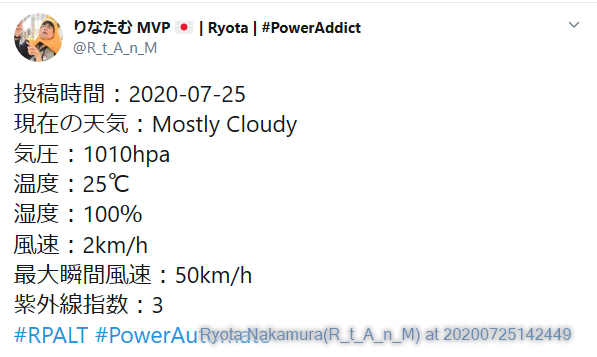 りなたむ MVP 🇯🇵 | Ryota | #PowerAddict
@R_t_A_n_M
投稿時間：2020-07-25
現在の天気：Mostly Cloudy
気圧：1010hpa
温度：25℃
湿度：100%
風速：2km/h
最大瞬間風速：50km/h
紫外線指数：3
#RPALT #PowerAutomate
Ryota Nakamura(R_t_A_n_M) at 20200725142449